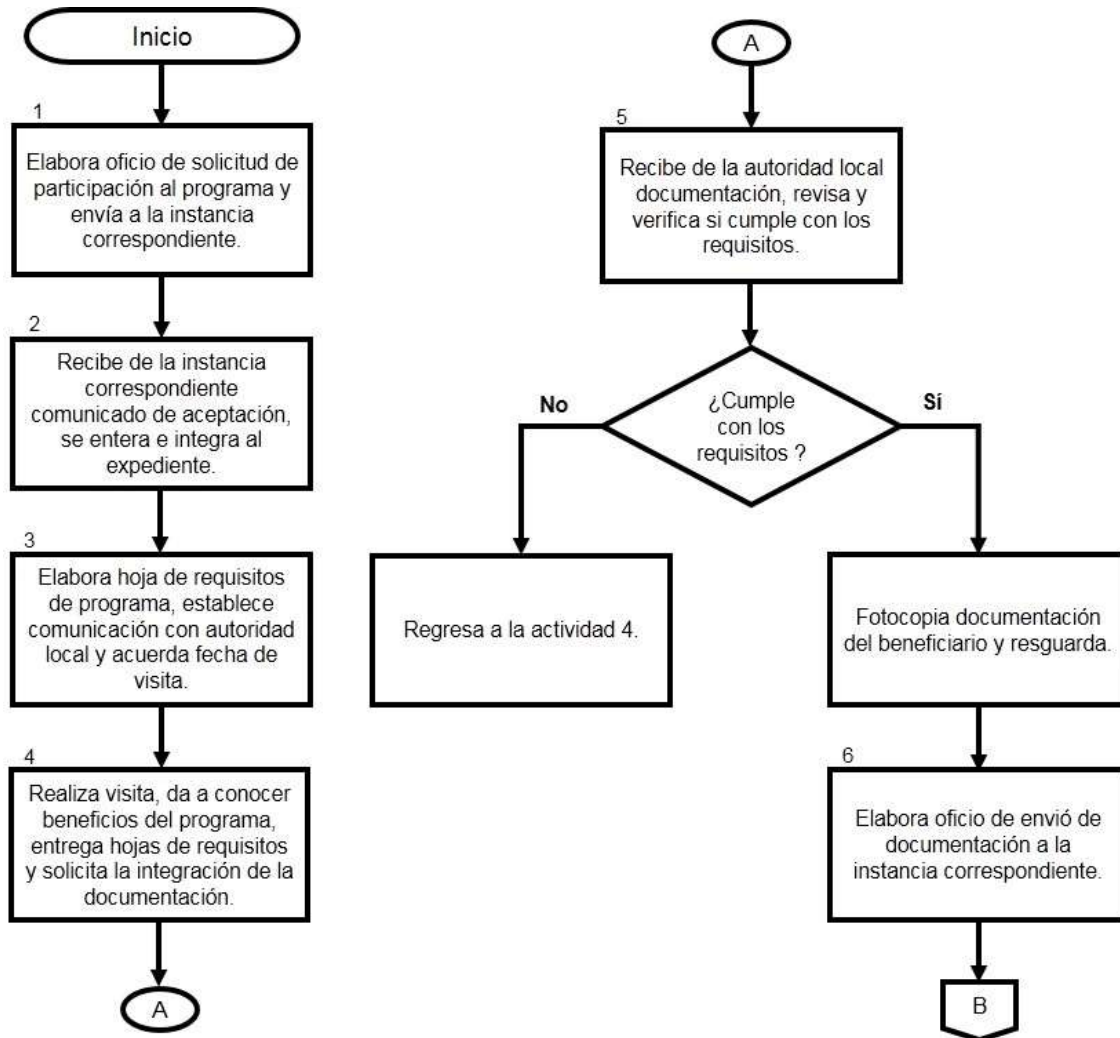 Inicio
1
Elabora oficio de solicitud de
participación al programa y
envía a la instancia
correspondiente.
2
Recibe de la instancia
correspondiente
comunicado de aceptación,
se entera e integra al
expediente.
3
Elabora hoja de requisitos
de programa, establece
comunicación con autoridad
local y acuerda fecha de
visita.
4
Realiza visita, da a conocer
beneficios del programa,
entrega hojas de requisitos
y solicita la integración de la
documentación.
A
A
5
Recibe de la autoridad local
documentación, revisa y
verifica si cumple con los
requisitos.
¿Cumple
con los
requisitos ?
No
Sí
Regresa a la actividad 4.
Fotocopia documentación
del beneficiario y resguarda.
6
Elabora oficio de envió de
documentación a la
instancia correspondiente.
B